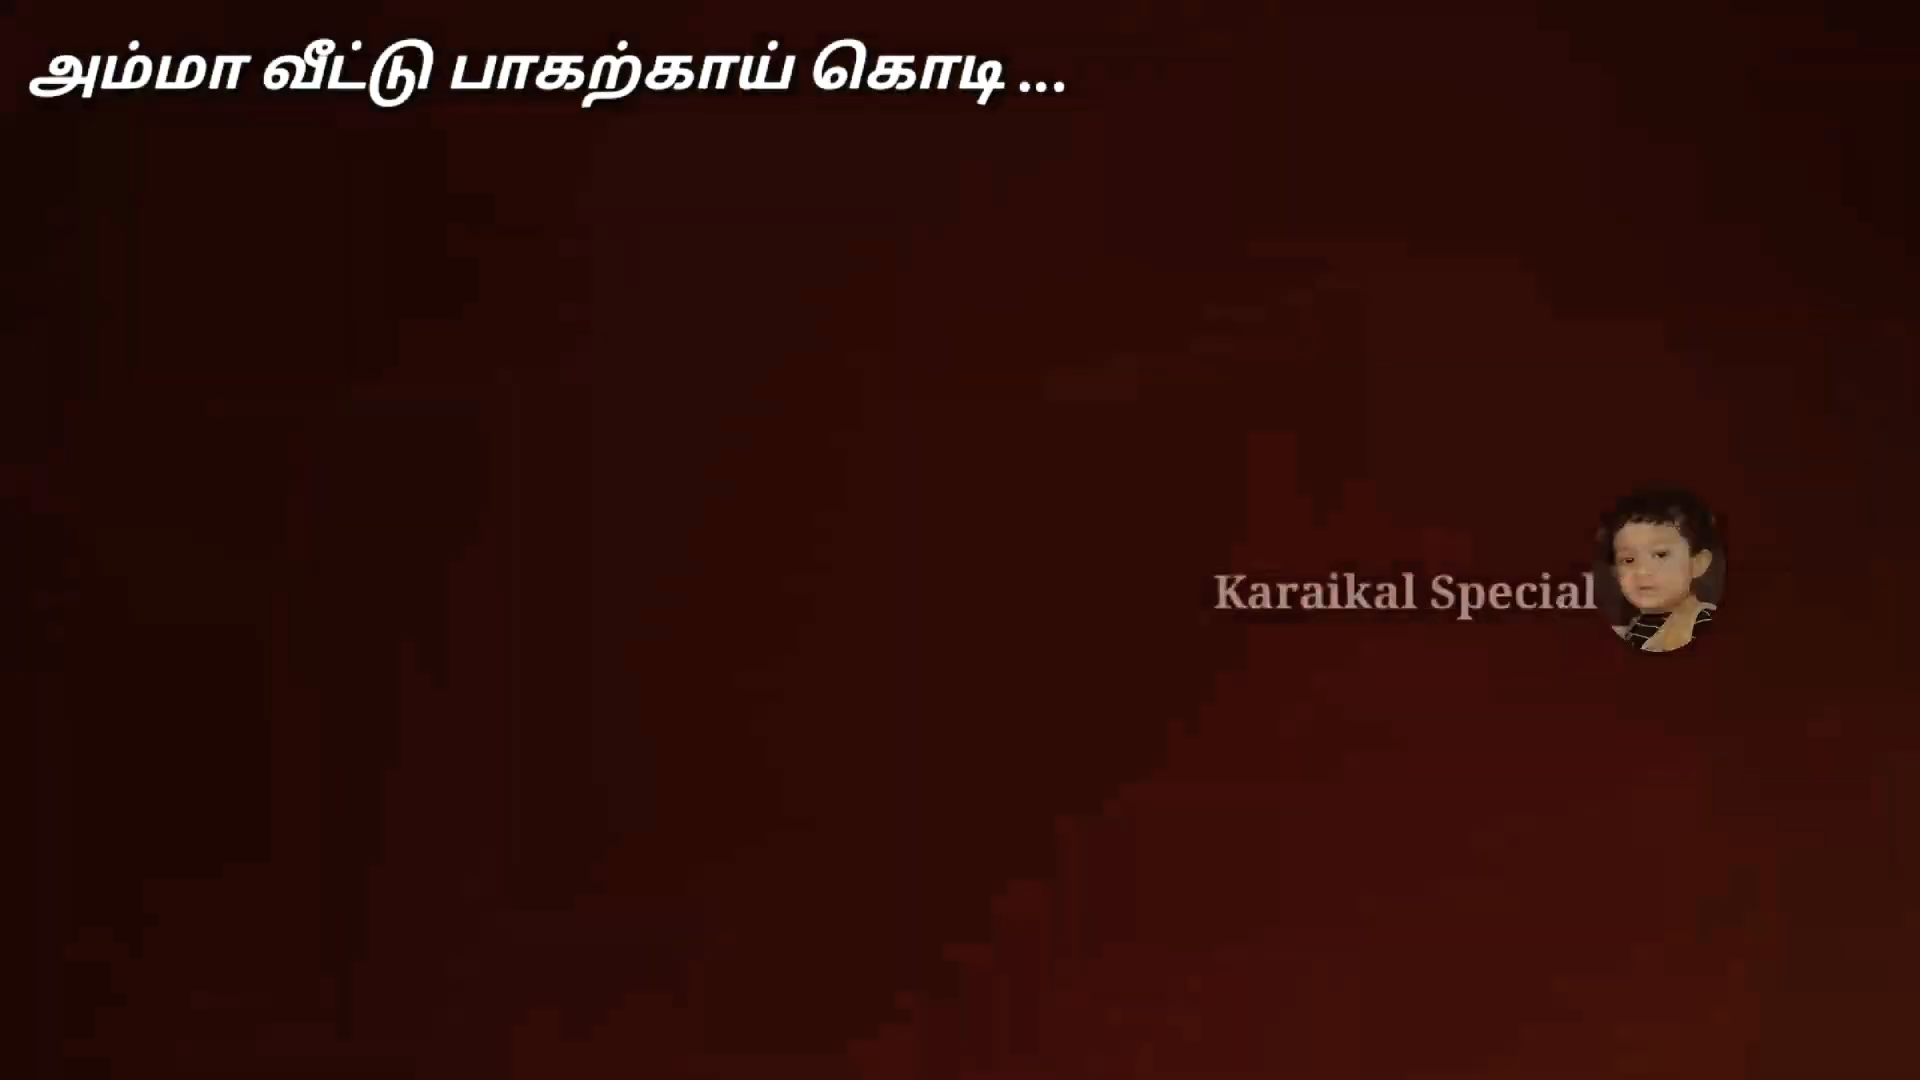 அம்மா வீட்டு பாகற்காய் கொடி ...
Karaikal Special